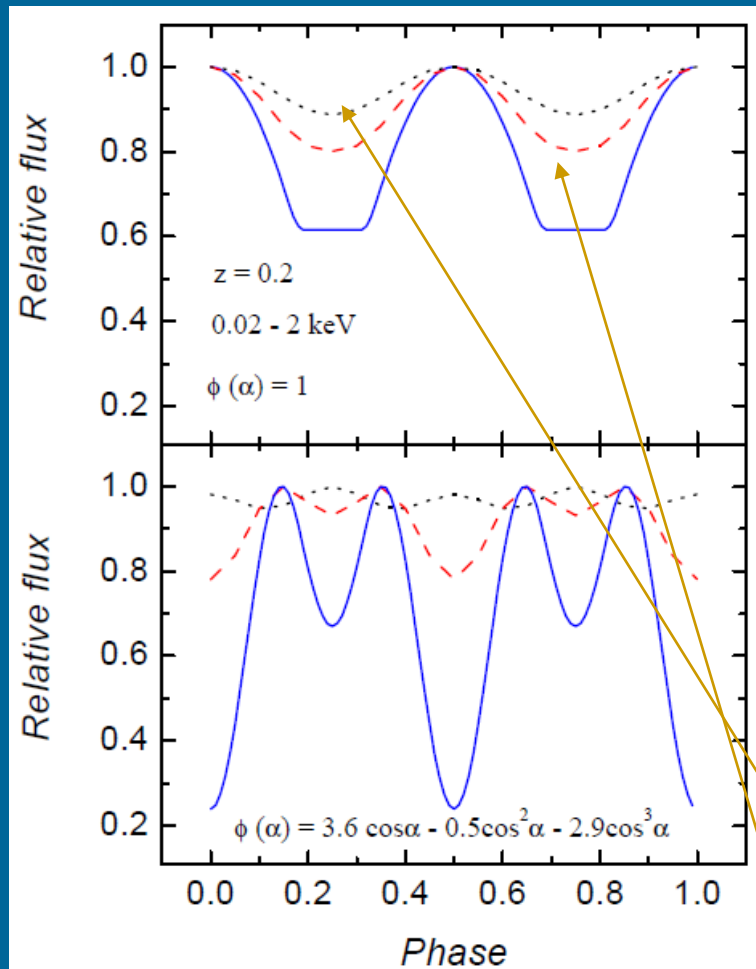 1.0
0.8
0.6
0.4
0.2
Relative flux
z = 0.2
0.02 - 2 keV
ϕ (α) = 1
1.0
0.8
0.6
0.4
0.2
Relative flux
ϕ (α) = 3.6 cosα - 0.5cos²α - 2.9cos³α
0.0 0.2 0.4 0.6 0.8 1.0
Phase